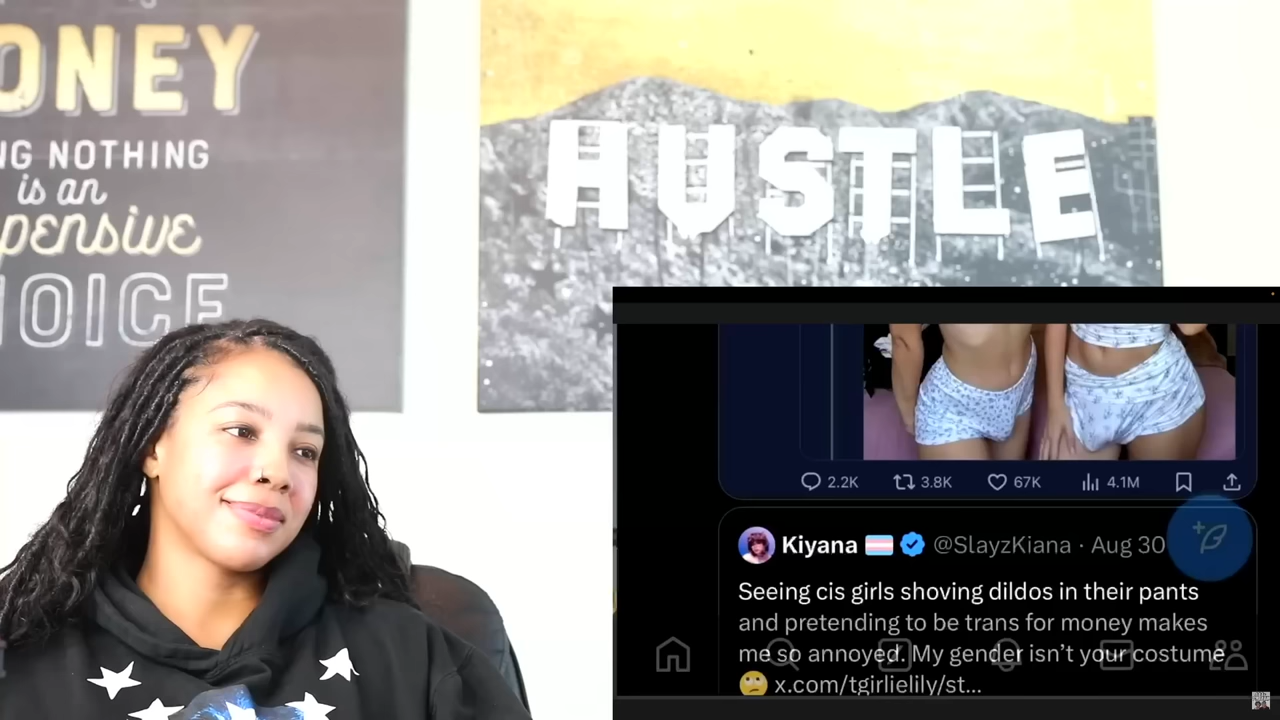 ONEY
NG NOTHING
is an
pensive
HOICE
HUSTLE
2.2K 3.8K 67K 4.1M
Kiyana @SlayzKiana · Aug 30
Seeing cis girls shoving dildos in their pants
and pretending to be trans for money makes
me so annoyed. My gender isn't your costume
🙄 x.com/tgirlielily/st...